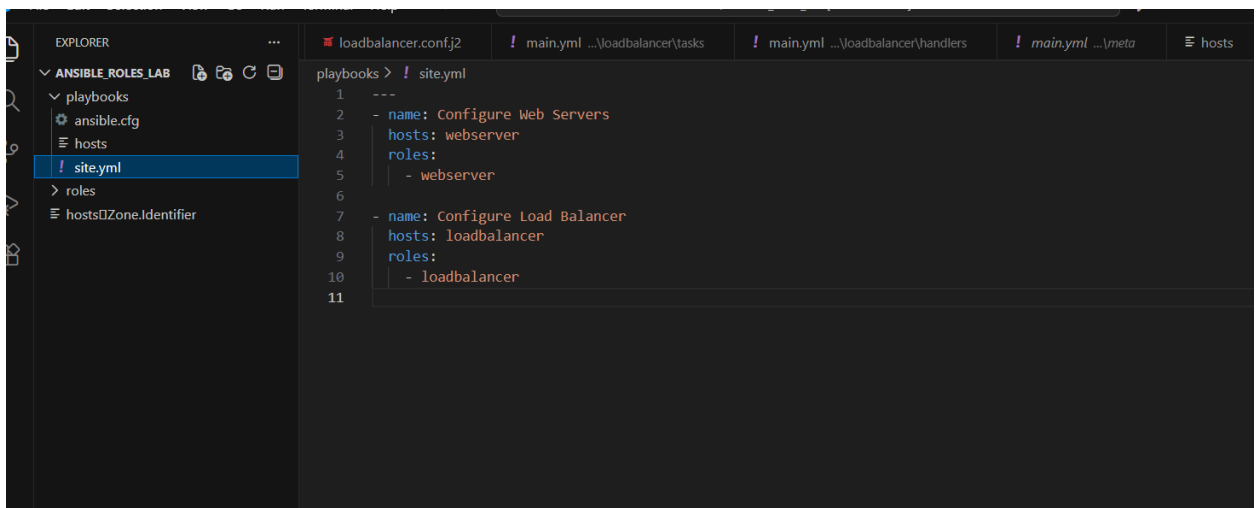 EXPLORER
...
ANSIBLE_ROLES_LAB
playbooks
ansible.cfg
hosts
! site.yml
roles
hosts▯Zone.Identifier
loadbalancer.conf.j2
! main.yml ...\loadbalancer\tasks
! main.yml ...\loadbalancer\handlers
! main.yml ...\meta
hosts
playbooks > ! site.yml
1 ---
2 - name: Configure Web Servers
3 hosts: webserver
4 roles:
5 - webserver
6
7 - name: Configure Load Balancer
8 hosts: loadbalancer
9 roles:
10 - loadbalancer
11